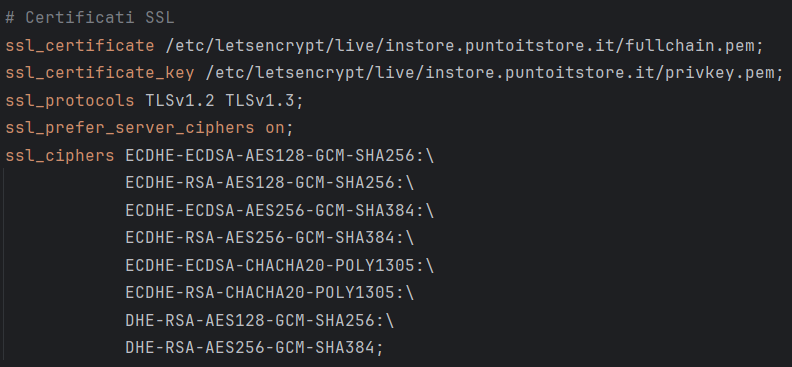 # Certificati SSL
ssl_certificate /etc/letsencrypt/live/instore.puntoitstore.it/fullchain.pem;
ssl_certificate_key /etc/letsencrypt/live/instore.puntoitstore.it/privkey.pem;
ssl_protocols TLSv1.2 TLSv1.3;
ssl_prefer_server_ciphers on;
ssl_ciphers ECDHE-ECDSA-AES128-GCM-SHA256:\
            ECDHE-RSA-AES128-GCM-SHA256:\
            ECDHE-ECDSA-AES256-GCM-SHA384:\
            ECDHE-RSA-AES256-GCM-SHA384:\
            ECDHE-ECDSA-CHACHA20-POLY1305:\
            ECDHE-RSA-CHACHA20-POLY1305:\
            DHE-RSA-AES128-GCM-SHA256:\
            DHE-RSA-AES256-GCM-SHA384;